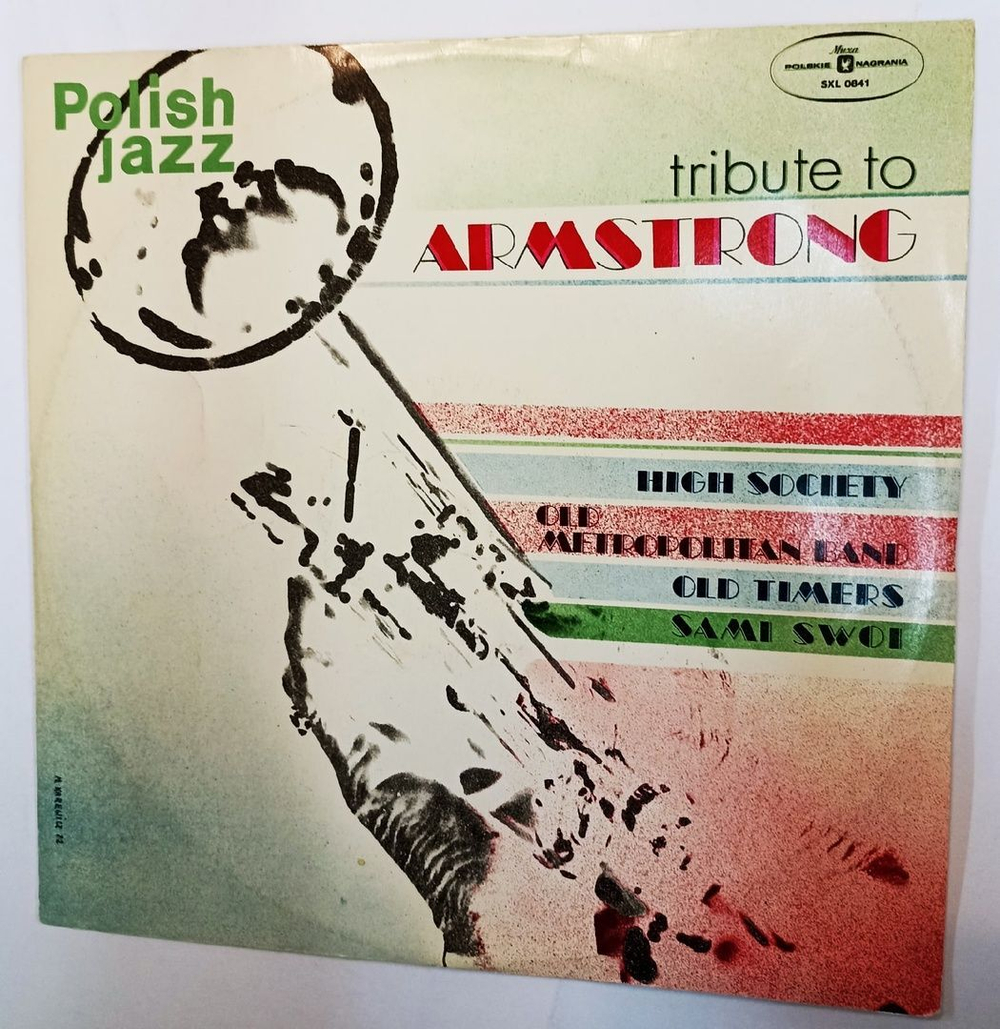 Polish
jazz
Muza
POLSKIE NAGRANIA
SXL 0841
tribute to
ARMSTRONG
HIGH SOCIETY
OLD
METROPOLITAN BAND
OLD TIMERS
SAMI SWOI